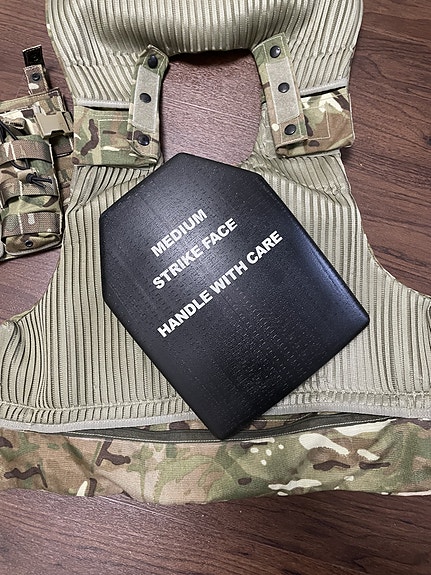 MEDIUM
STRIKE FACE
HANDLE WITH CARE